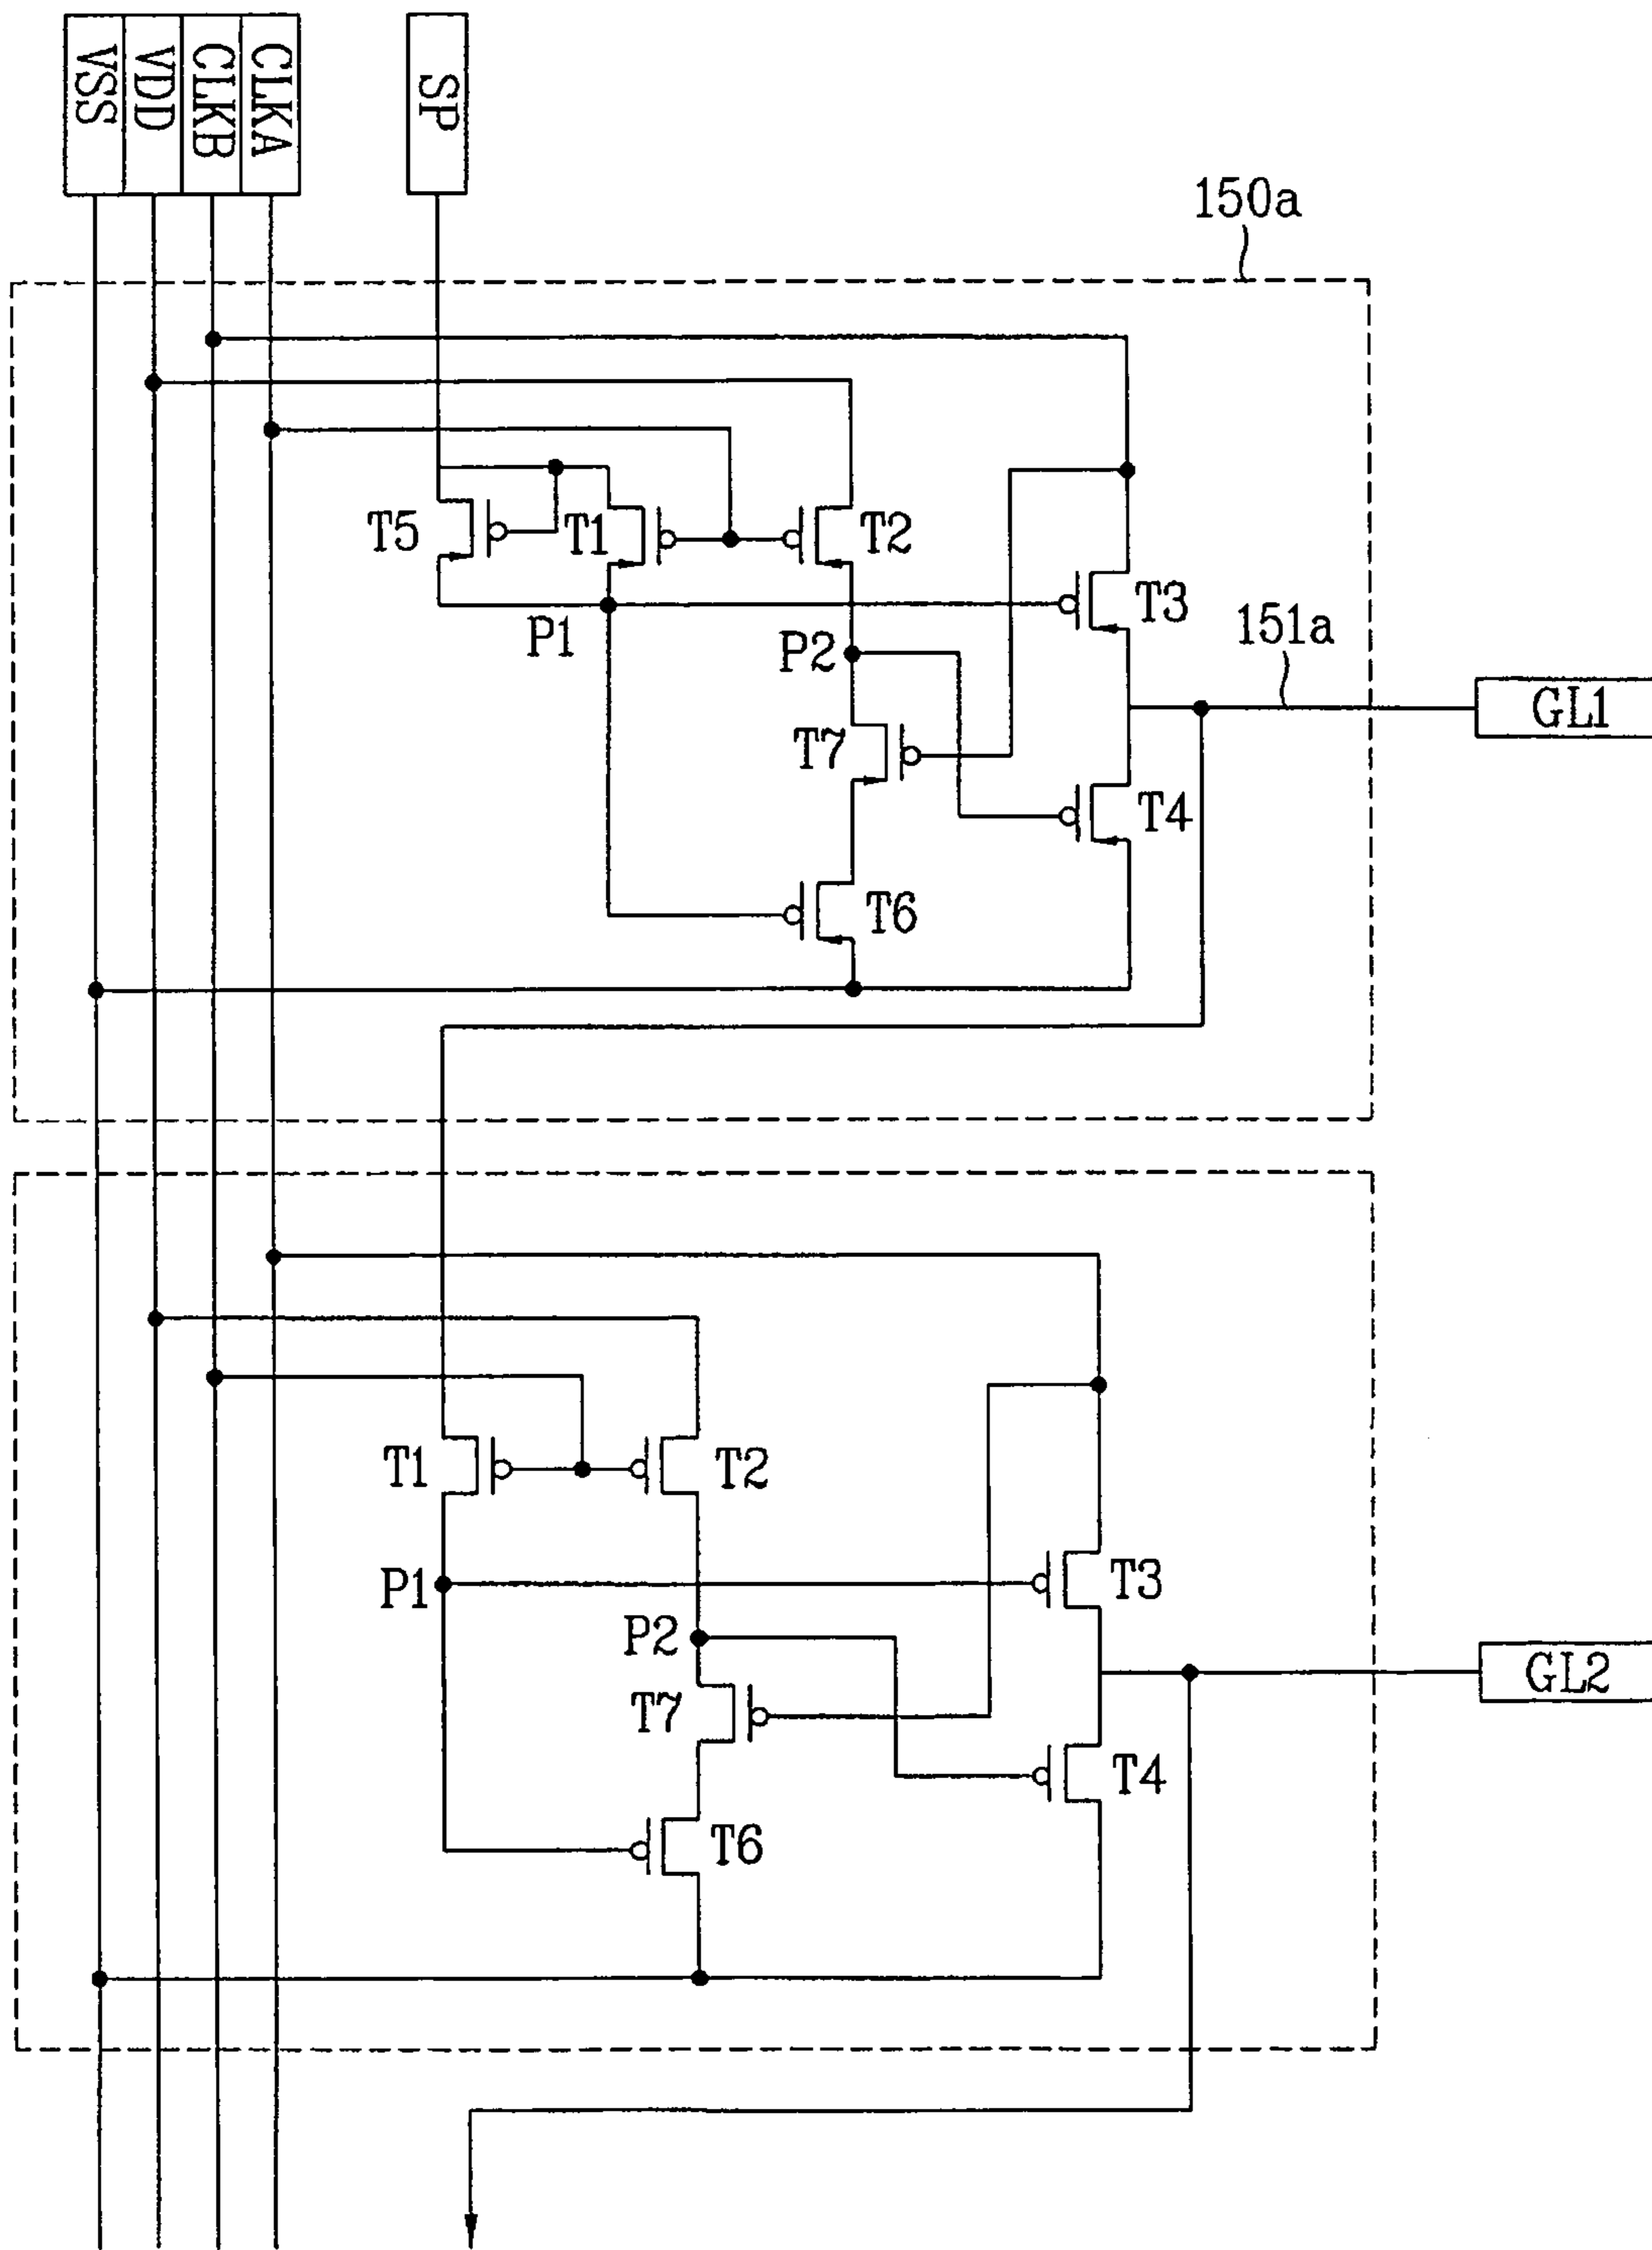 VSS
VDD
CLKB
CLKA
SP
150a
T5
T1
T2
T3
P1
P2
151a
GL1
T7
T4
T6
T1
T2
P1
T3
P2
GL2
T7
T4
T6